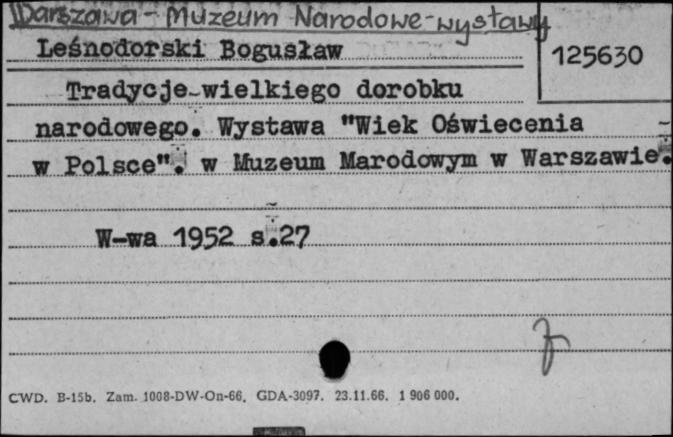 Warszawa - Muzeum Narodowe - wystawy
Leśnodorski Bogusław
125630
Tradycje wielkiego dorobku
narodowego. Wystawa "Wiek Oświecenia
w Polsce". w Muzeum Marodowym w Warszawie.
W-wa 1952 s.27
CWD. B-15b. Zam. 1008-DW-On-66. GDA-3097. 23.11.66. 1 906 000.